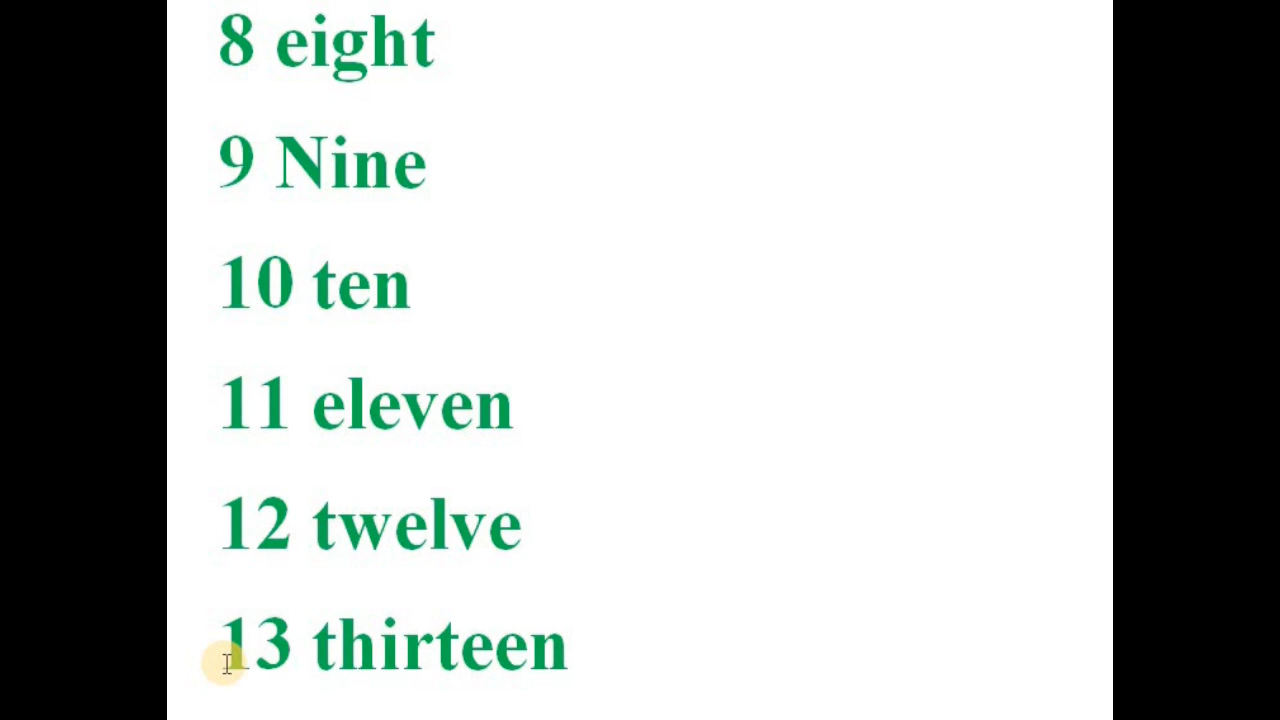 8 eight
9 Nine
10 ten
11 eleven
12 twelve
13 thirteen